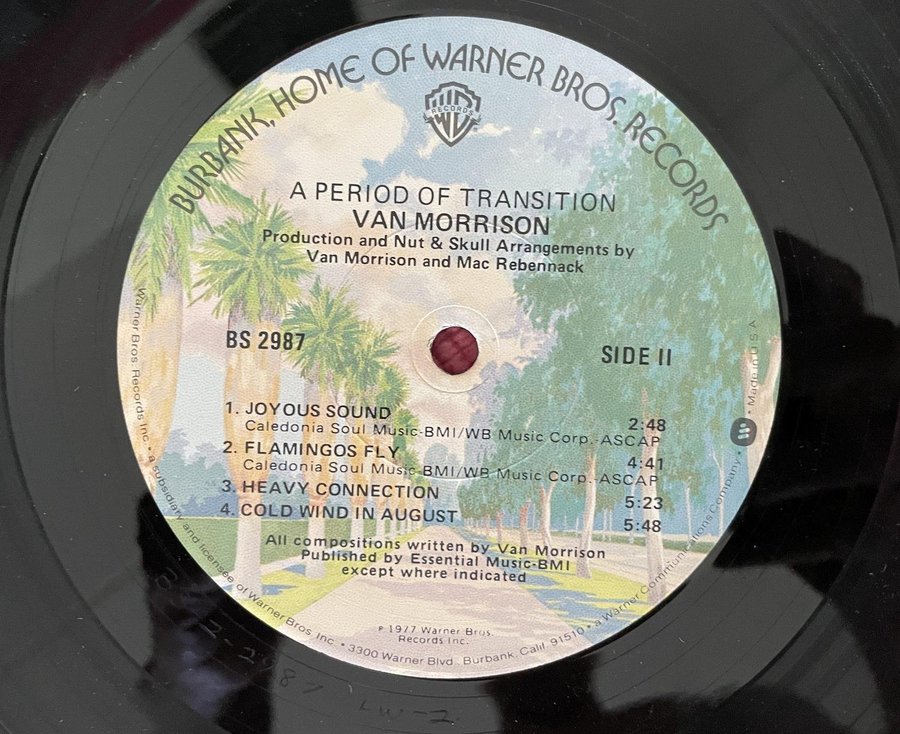 BURBANK, HOME OF WARNER BROS. RECORDS
RECORDS
A PERIOD OF TRANSITION
VAN MORRISON
Production and Nut & Skull Arrangements by
Van Morrison and Mac Rebennack
BS 2987
SIDE II
1. JOYOUS SOUND 2:48
Caledonia Soul Music-BMI/WB Music Corp.-ASCAP
2. FLAMINGOS FLY 4:41
Caledonia Soul Music-BMI/WB Music Corp.-ASCAP
3. HEAVY CONNECTION 5:23
4. COLD WIND IN AUGUST 5:48
All compositions written by Van Morrison
Published by Essential Music-BMI
except where indicated
℗ 1977 Warner Bros.
Records Inc.
Warner Bros. Records Inc. • a subsidiary and licensee of Warner Bros. Inc. • 3300 Warner Blvd., Burbank, Calif. 91510 • a Warner Communications Company • Made in U.S.A.
LW-2